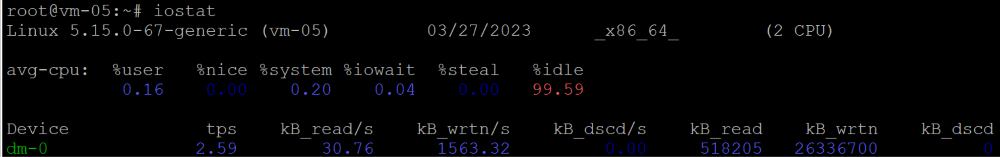 root@vm-05:~# iostat
Linux 5.15.0-67-generic (vm-05) 03/27/2023 _x86_64_ (2 CPU)
avg-cpu: %user %nice %system %iowait %steal %idle
0.16 0.00 0.20 0.04 0.00 99.59
Device tps kB_read/s kB_wrtn/s kB_dscd/s kB_read kB_wrtn kB_dscd
dm-0 2.59 30.76 1563.32 0.00 518205 26336700 0